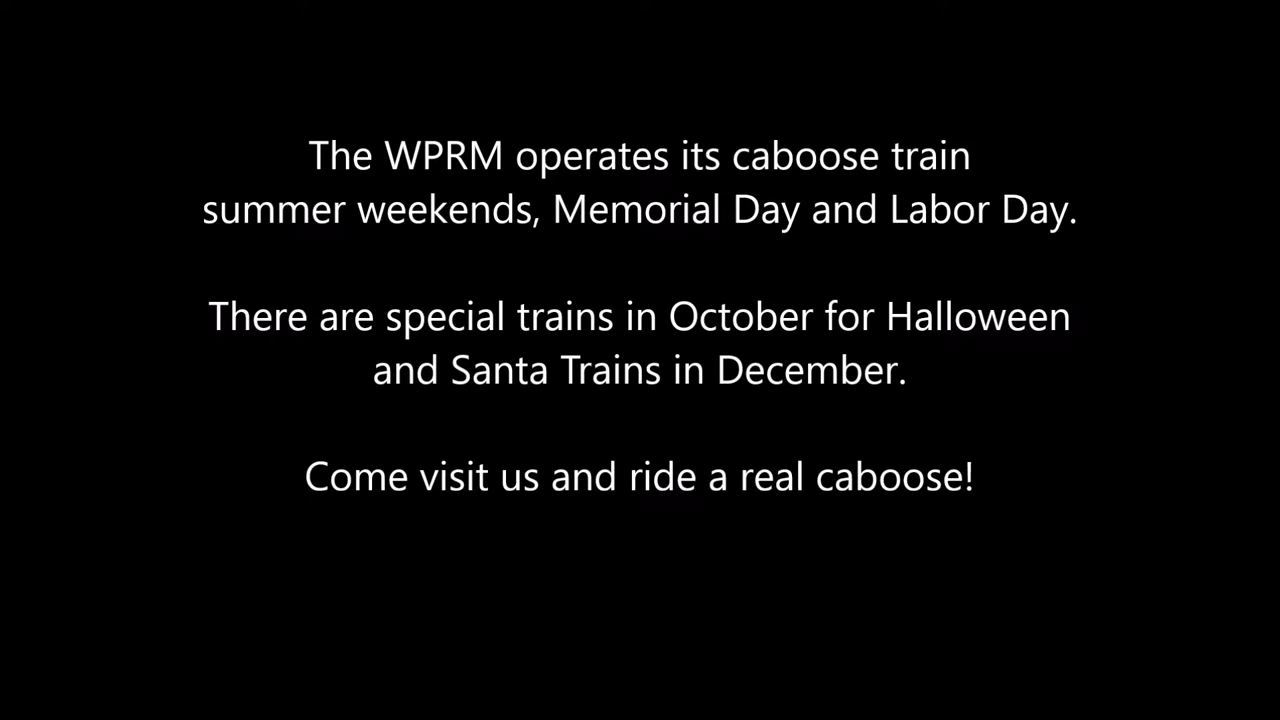 The WPRM operates its caboose train
summer weekends, Memorial Day and Labor Day.
There are special trains in October for Halloween
and Santa Trains in December.
Come visit us and ride a real caboose!